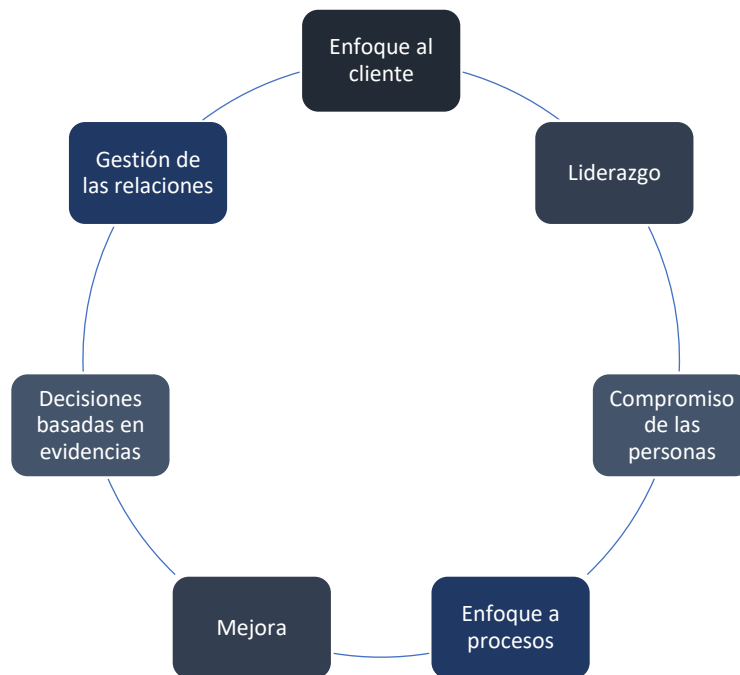 Enfoque al
cliente
Liderazgo
Compromiso
de las
personas
Enfoque a
procesos
Mejora
Decisiones
basadas en
evidencias
Gestión de
las relaciones